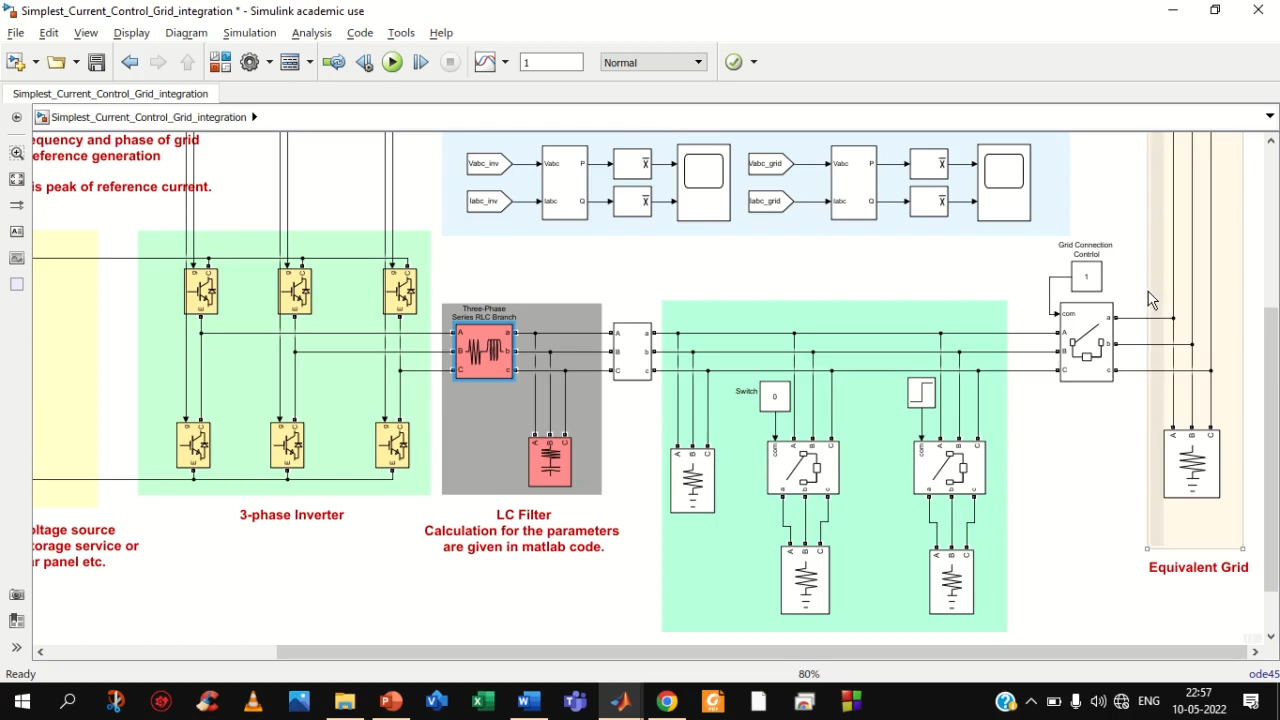 Simplest_Current_Control_Grid_integration * - Simulink academic use
File Edit View Display Diagram Simulation Analysis Code Tools Help
1
Normal
Simplest_Current_Control_Grid_integration
Simplest_Current_Control_Grid_integration
equency and phase of grid
eference generation
is peak of reference current.
Vabc_inv
Vabc
P
x
Iabc_inv
Iabc
Q
x
Vabc_grid
Vabc
P
x
Iabc_grid
Iabc
Q
x
Grid Connection
Contrlol
1
g C
E
g C
E
g C
E
g C
E
g C
E
g C
E
3-phase Inverter
Three-Phase
Series RLC Branch
A a
B b
C c
A B C
LC Filter
Calculation for the parameters
are given in matlab code.
A a
B b
C c
A B C
Switch
0
com A B C
a b c
A B C
com A B C
a b c
A B C
com
A a
B b
C c
A B C
Equivalent Grid
oltage source
torage service or
r panel etc.
Ready
80%
ode45
ENG
22:57
10-05-2022